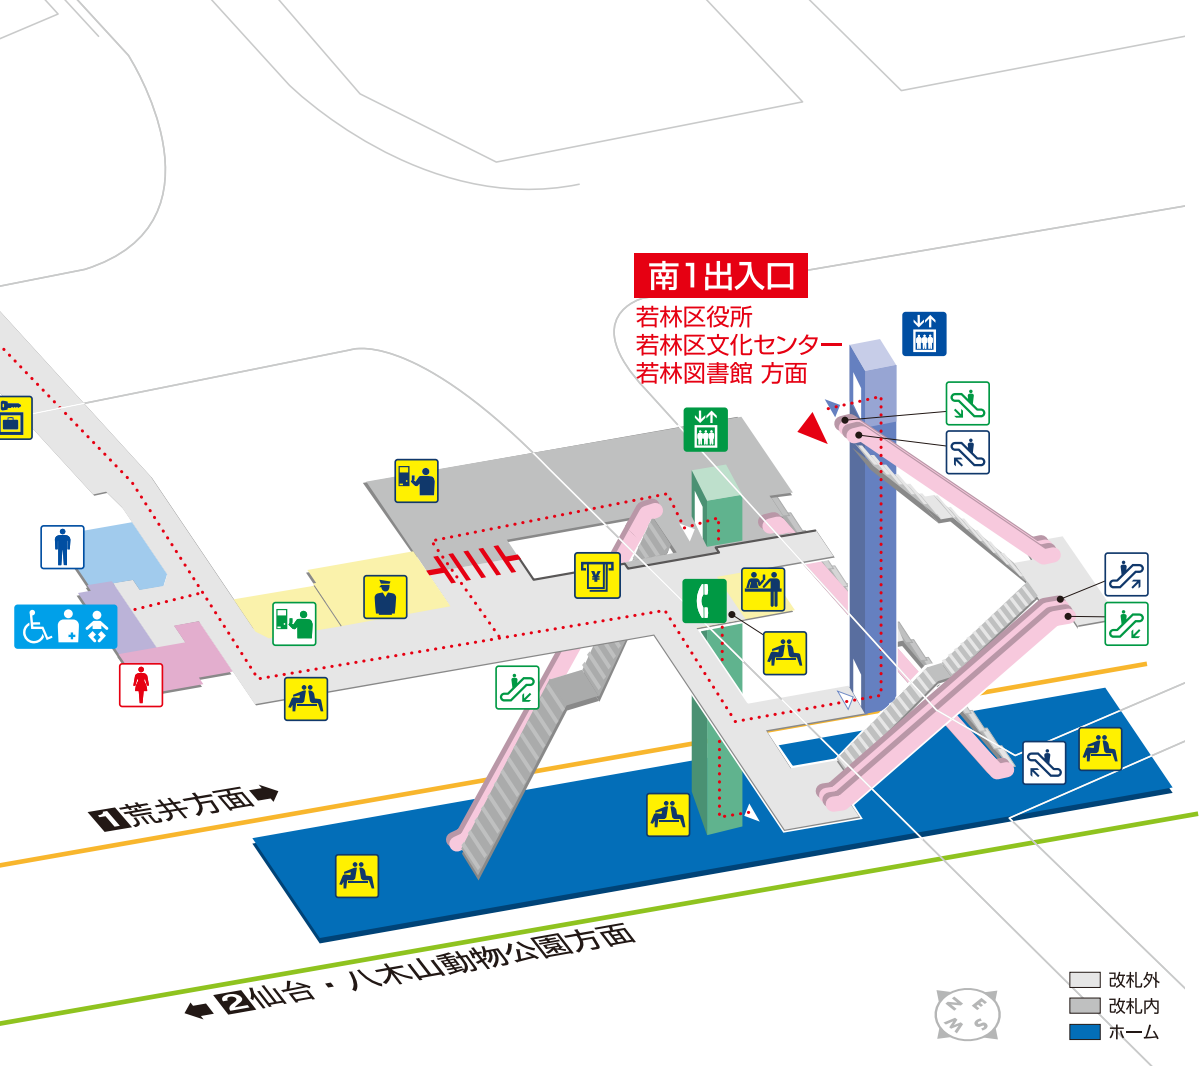 南1出入口
若林区役所
若林区文化センター
若林図書館 方面
¥
1荒井方面
2仙台・八木山動物公園方面
N
E
W
S
改札外
改札内
ホーム